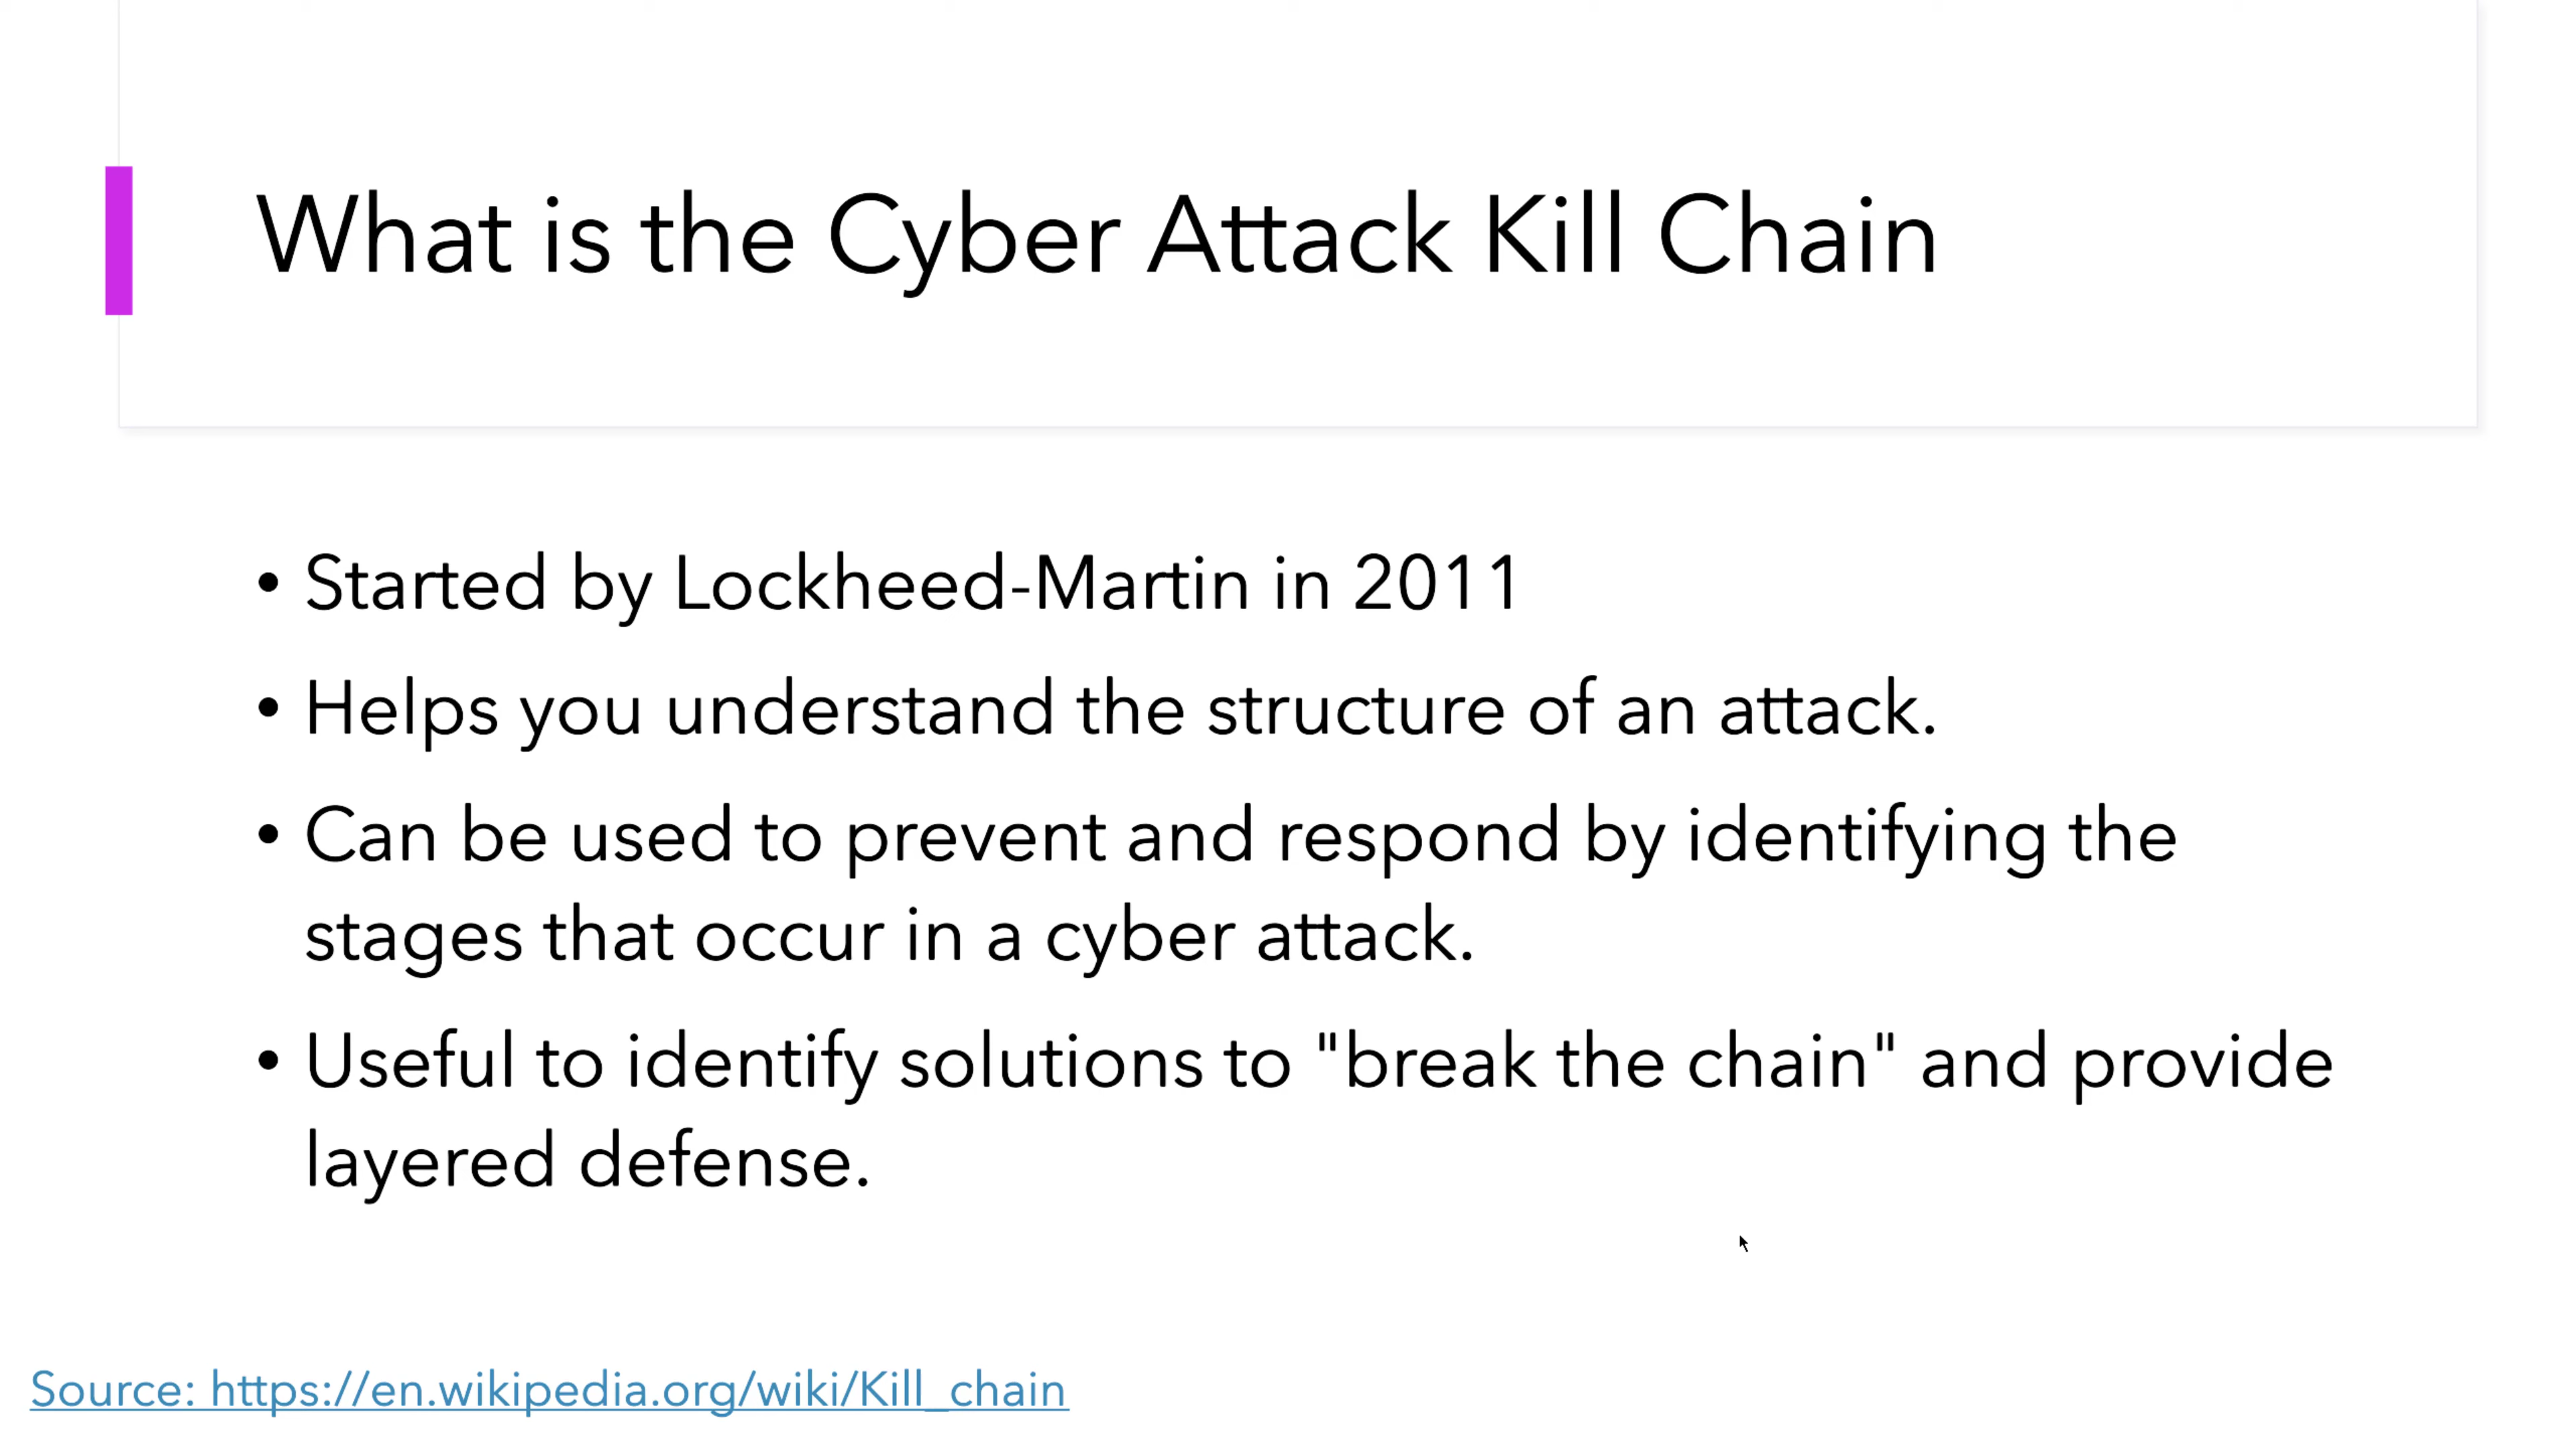 What is the Cyber Attack Kill Chain
• Started by Lockheed-Martin in 2011
• Helps you understand the structure of an attack.
• Can be used to prevent and respond by identifying the
stages that occur in a cyber attack.
• Useful to identify solutions to "break the chain" and provide
layered defense.
Source: https://en.wikipedia.org/wiki/Kill_chain